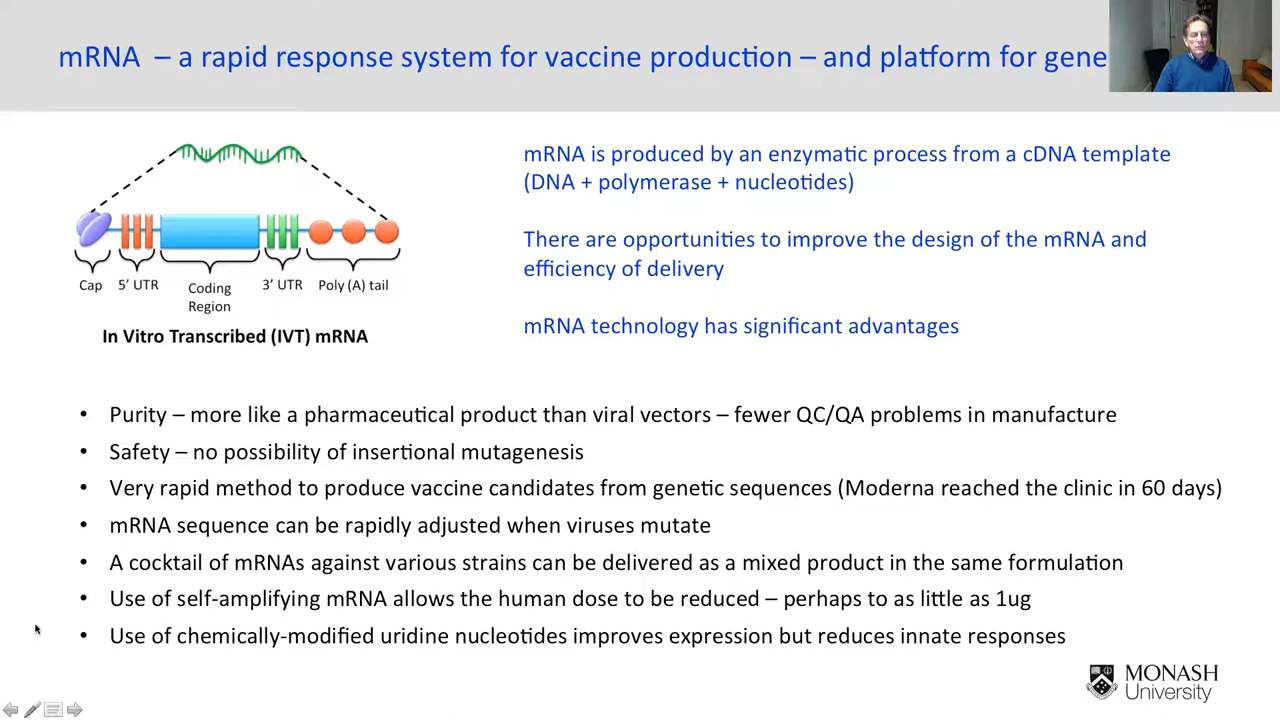 mRNA – a rapid response system for vaccine production – and platform for gene
mRNA is produced by an enzymatic process from a cDNA template
(DNA + polymerase + nucleotides)
There are opportunities to improve the design of the mRNA and
efficiency of delivery
mRNA technology has significant advantages
Cap
5’ UTR
Coding
Region
3’ UTR
Poly (A) tail
In Vitro Transcribed (IVT) mRNA
• Purity – more like a pharmaceutical product than viral vectors – fewer QC/QA problems in manufacture
• Safety – no possibility of insertional mutagenesis
• Very rapid method to produce vaccine candidates from genetic sequences (Moderna reached the clinic in 60 days)
• mRNA sequence can be rapidly adjusted when viruses mutate
• A cocktail of mRNAs against various strains can be delivered as a mixed product in the same formulation
• Use of self-amplifying mRNA allows the human dose to be reduced – perhaps to as little as 1ug
• Use of chemically-modified uridine nucleotides improves expression but reduces innate responses
MONASH
University